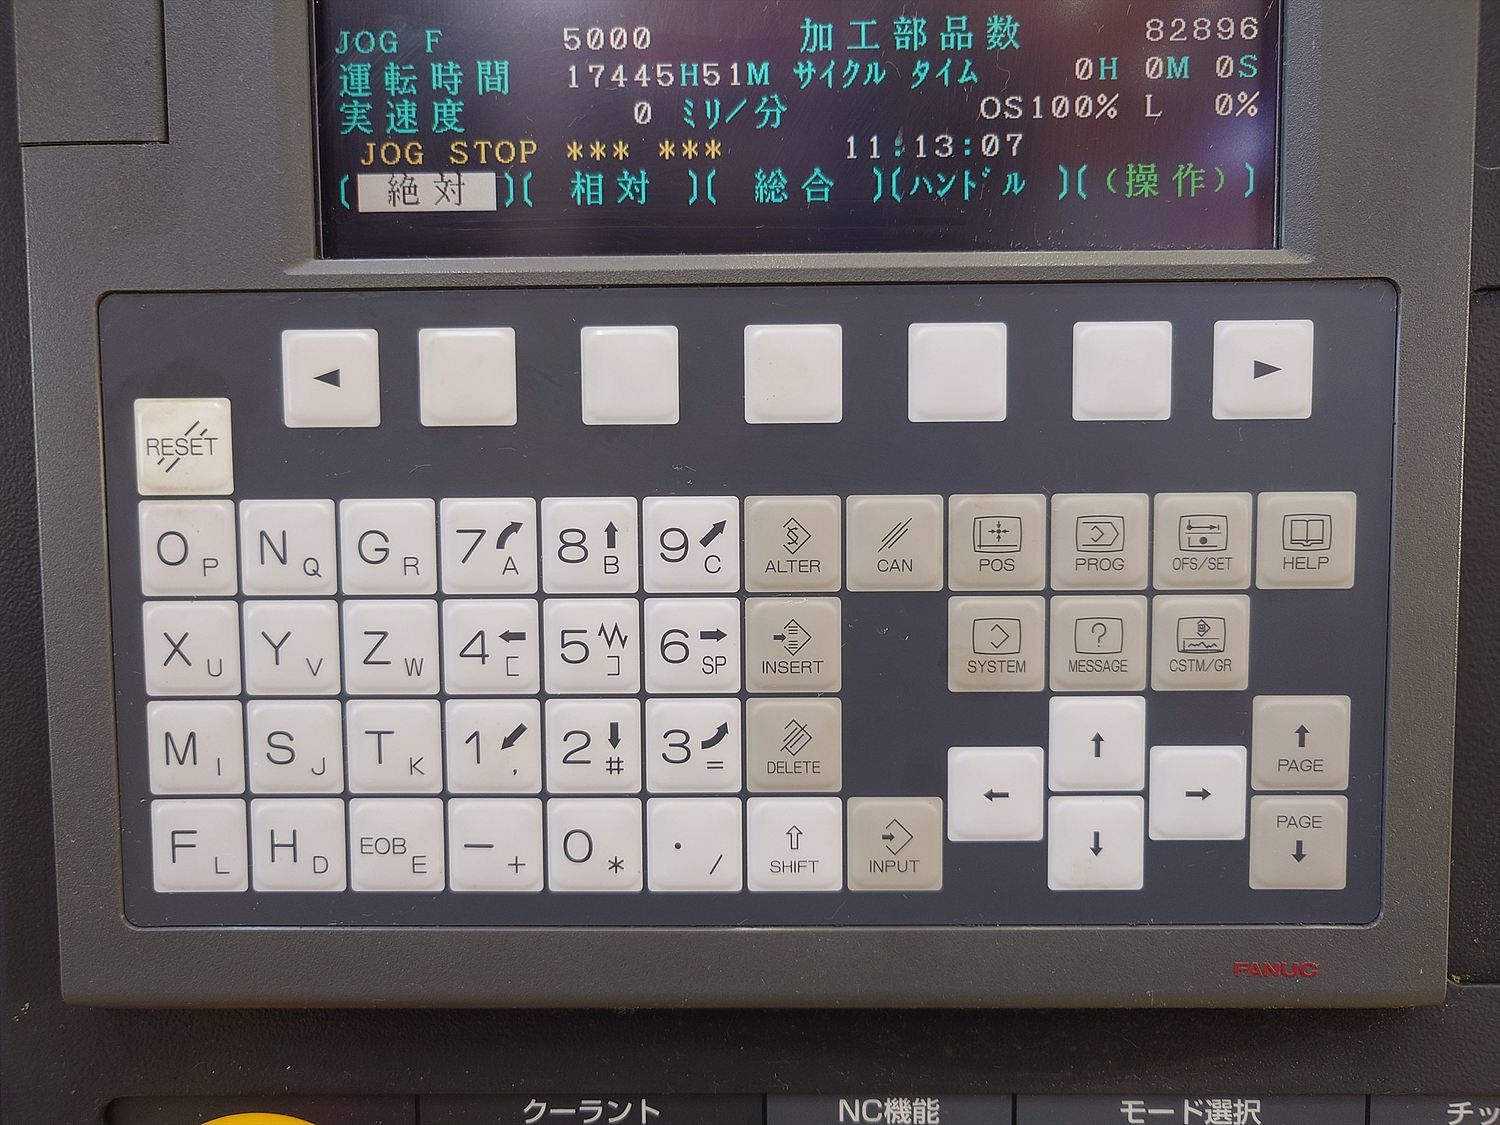 JOG F 5000 加工部品数 82896
運転時間 17445H51M サイクル タイム 0H 0M 0S
実速度 0 ミリ/分 OS100% L 0%
JOG STOP *** *** 11:13:07
( 絶対 )( 相対 )( 総合 )(ハンドル )( (操作) )
◄ ►
RESET
O P N Q G R 7 A 8 B 9 C ALTER CAN POS PROG OFS/SET HELP
X U Y V Z W 4 [ 5 ] 6 SP INSERT SYSTEM MESSAGE CSTM/GR
M I S J T K 1 , 2 # 3 = DELETE ← ↑ → ↑ PAGE
F L H D EOB E - + 0 * . / SHIFT INPUT ↓ PAGE ↓
FANUC
クーラント NC機能 モード選択 チッ